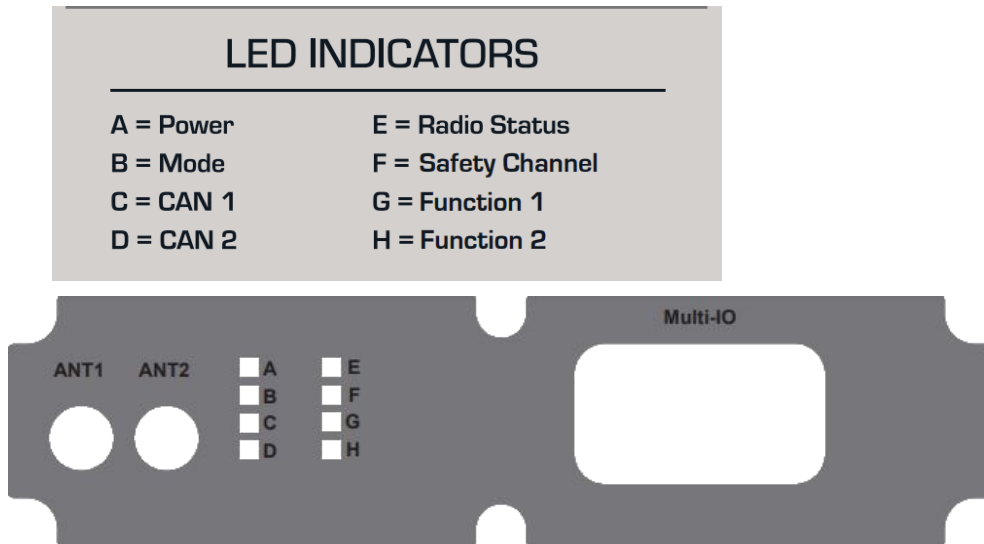 LED INDICATORS
A = Power
B = Mode
C = CAN 1
D = CAN 2
E = Radio Status
F = Safety Channel
G = Function 1
H = Function 2
Multi-IO
ANT1
ANT2
A
B
C
D
E
F
G
H